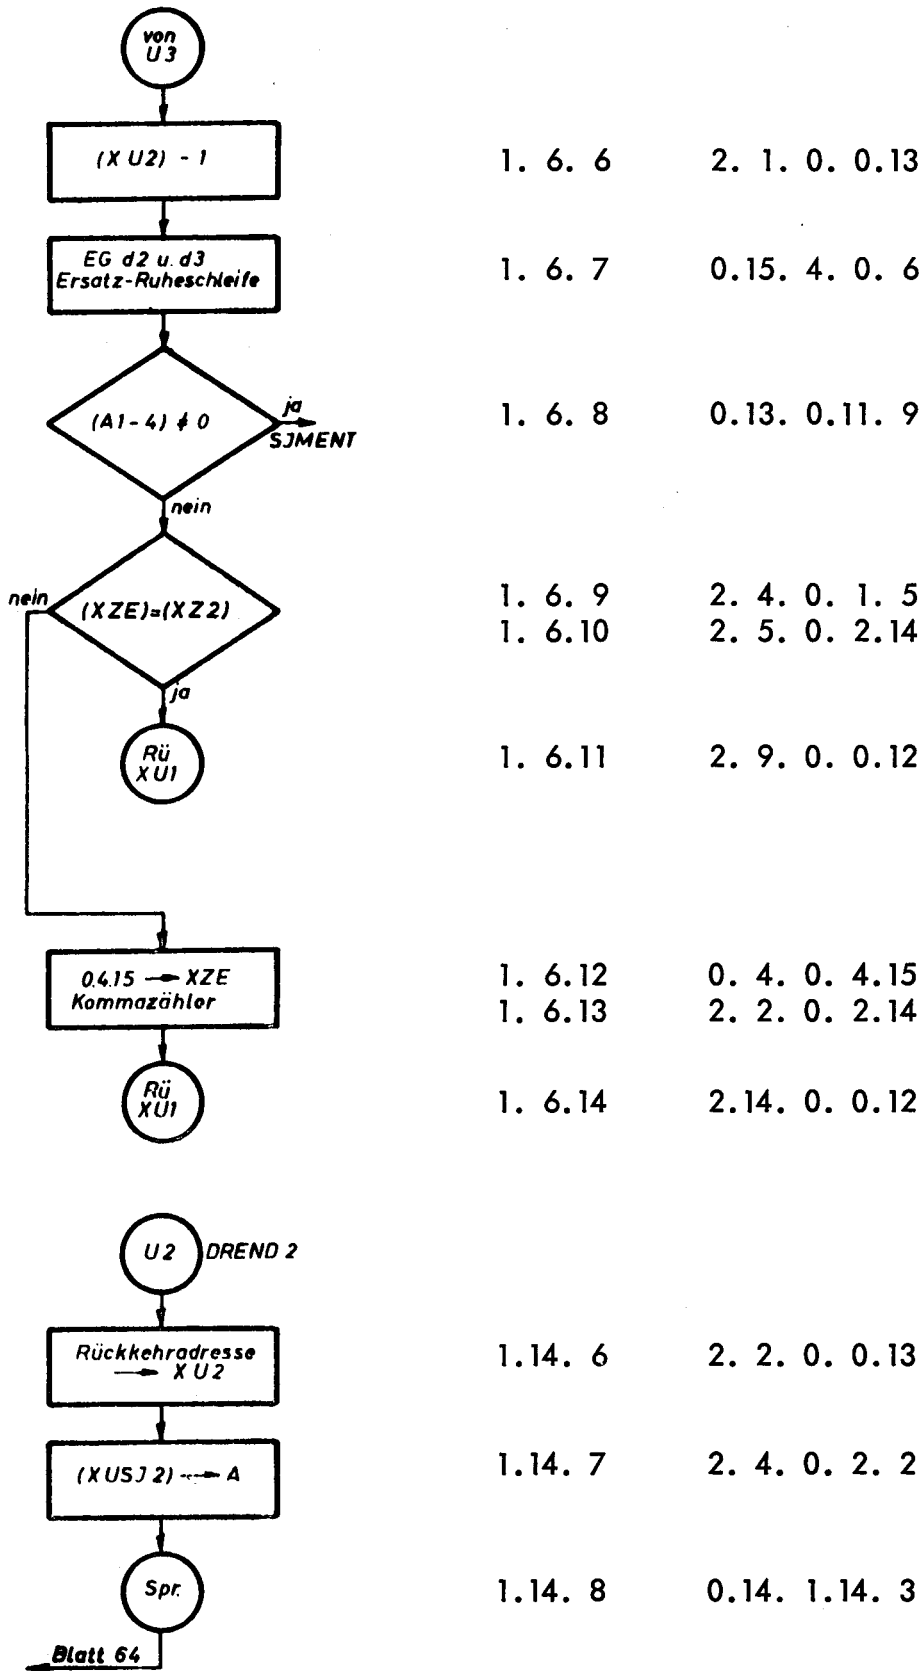 von
U3
(XU2) - 1
1. 6. 6 2. 1. 0. 0.13
EG d2 u. d3
Ersatz-Ruheschleife
1. 6. 7 0.15. 4. 0. 6
(A1-4) ≠ 0
ja
SJMENT
1. 6. 8 0.13. 0.11. 9
nein
nein
(XZE)=(XZ2)
1. 6. 9 2. 4. 0. 1. 5
1. 6.10 2. 5. 0. 2.14
ja
Rü
XU1
1. 6.11 2. 9. 0. 0.12
0.4.15 → XZE
Kommazähler
1. 6.12 0. 4. 0. 4.15
1. 6.13 2. 2. 0. 2.14
Rü
XU1
1. 6.14 2.14. 0. 0.12
U2 DREND 2
Rückkehradresse
→ XU2
1.14. 6 2. 2. 0. 0.13
(XUSJ2) → A
1.14. 7 2. 4. 0. 2. 2
Spr.
1.14. 8 0.14. 1.14. 3
Blatt 64